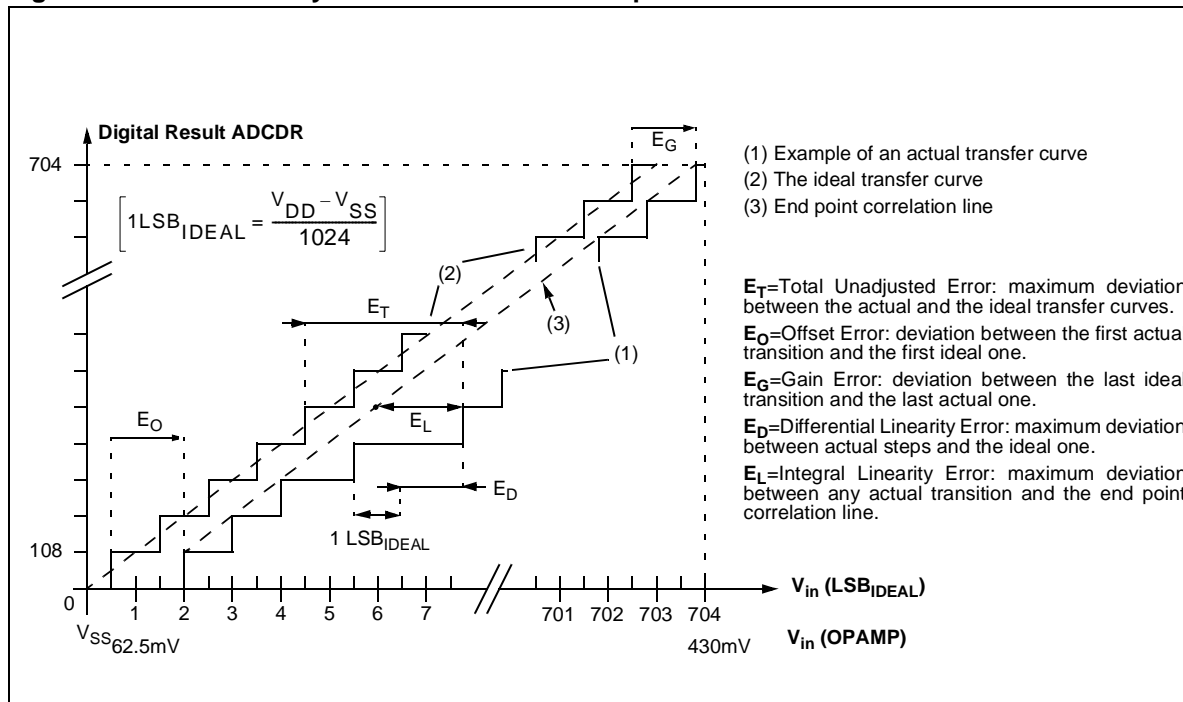 Digital Result ADCDR
704
1LSB_IDEAL = (V_DD – V_SS) / 1024
108
0
E_G
(2)
E_T
(3)
(1)
E_O
E_L
E_D
1 LSB_IDEAL
1 2 3 4 5 6 7 701 702 703 704
V_in (LSB_IDEAL)
V_SS 62.5mV
430mV
V_in (OPAMP)
(1) Example of an actual transfer curve
(2) The ideal transfer curve
(3) End point correlation line
E_T=Total Unadjusted Error: maximum deviation
between the actual and the ideal transfer curves.
E_O=Offset Error: deviation between the first actual
transition and the first ideal one.
E_G=Gain Error: deviation between the last ideal
transition and the last actual one.
E_D=Differential Linearity Error: maximum deviation
between actual steps and the ideal one.
E_L=Integral Linearity Error: maximum deviation
between any actual transition and the end point
correlation line.